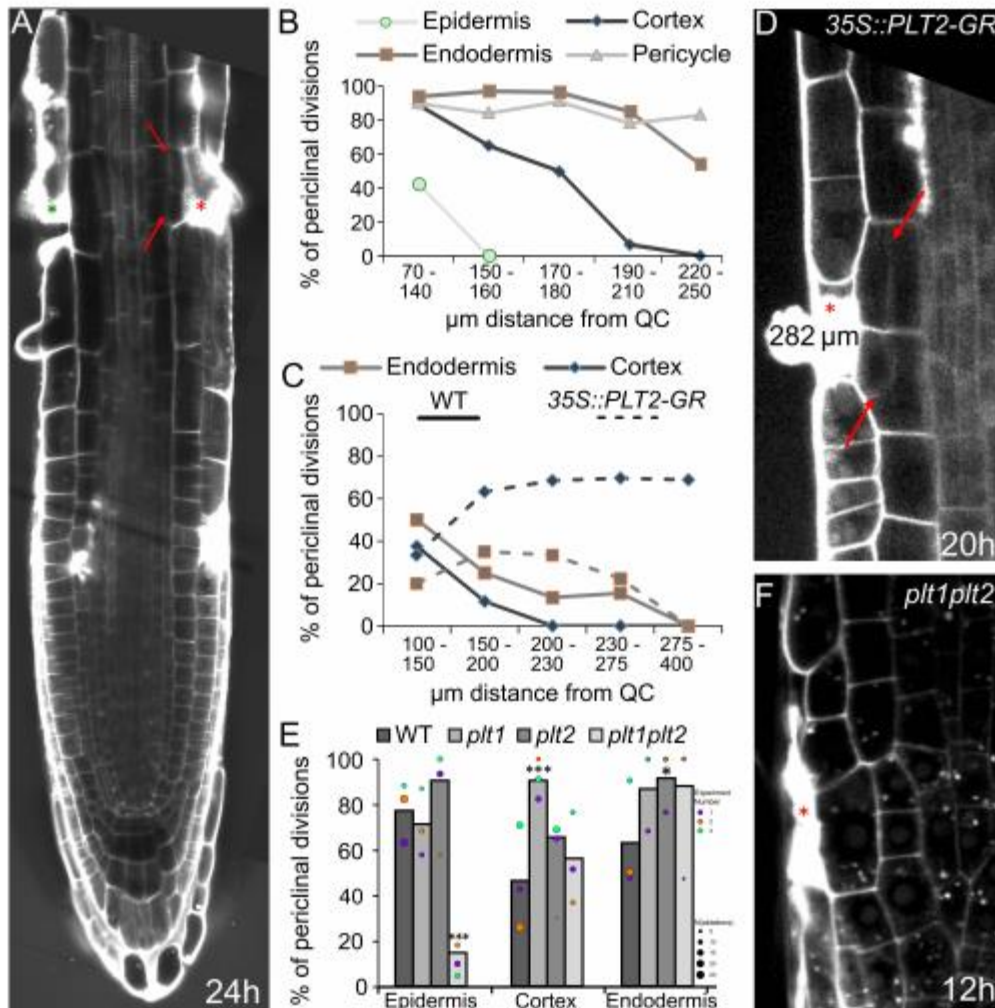 A
24h
B
Epidermis Cortex
Endodermis Pericycle
% of periclinal divisions
100
80
60
40
20
0
70 - 140
150 - 160
170 - 180
190 - 210
220 - 250
µm distance from QC
C
Endodermis Cortex
WT 35S::PLT2-GR
% of periclinal divisions
100
80
60
40
20
0
100 - 150
150 - 200
200 - 230
230 - 275
275 - 400
µm distance from QC
D 35S::PLT2-GR
*
282 µm
20h
E
WT plt1 plt2 plt1plt2
% of periclinal divisions
100
80
60
40
20
0
***
***
*
Experiment
Number
Epidermis Cortex Endodermis
F plt1plt2
*
12h